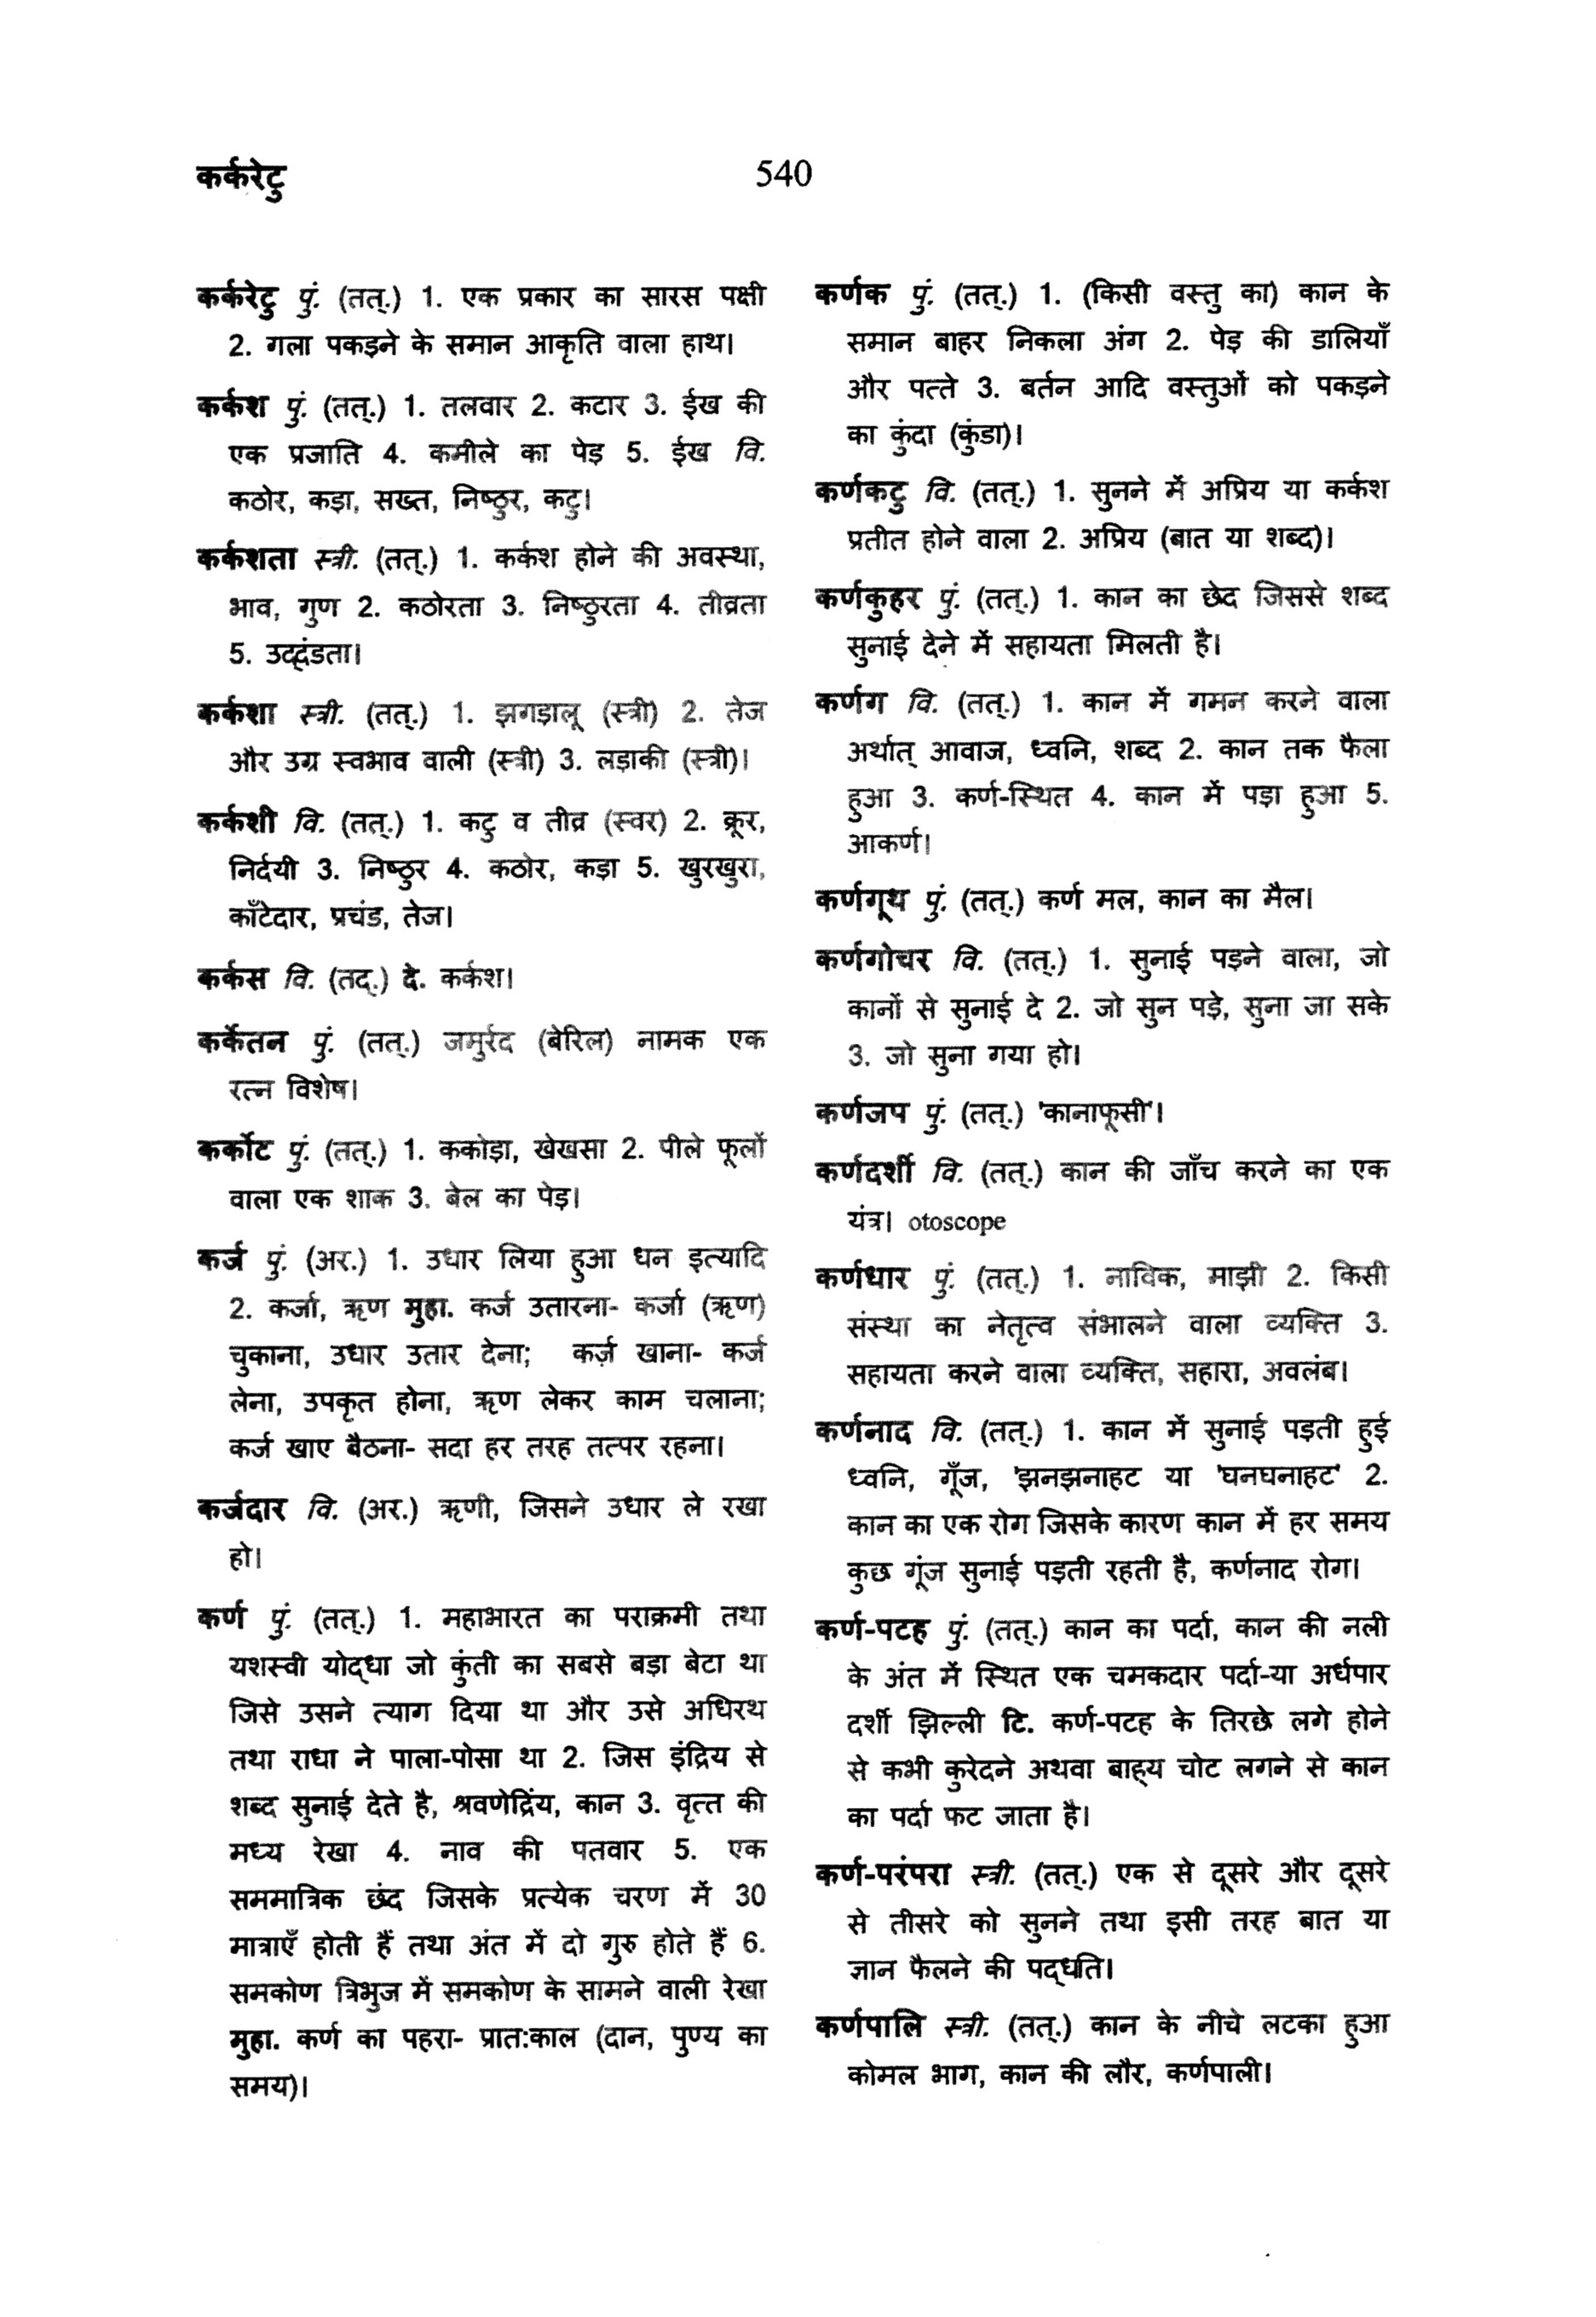 कर्करेटु
540
कर्करेटु पुं. (तत्.) 1. एक प्रकार का सारस पक्षी
2. गला पकड़ने के समान आकृति वाला हाथ।
कर्कश पुं. (तत्.) 1. तलवार 2. कटार 3. ईख की
एक प्रजाति 4. कमीले का पेड़ 5. ईख वि.
कठोर, कड़ा, सख्त, निष्ठुर, कटु।
कर्कशता स्त्री. (तत्.) 1. कर्कश होने की अवस्था,
भाव, गुण 2. कठोरता 3. निष्ठुरता 4. तीव्रता
5. उद्दंडता।
कर्कशा स्त्री. (तत्.) 1. झगड़ालू (स्त्री) 2. तेज
और उग्र स्वभाव वाली (स्त्री) 3. लड़ाकी (स्त्री)।
कर्कशी वि. (तत्.) 1. कटु व तीव्र (स्वर) 2. क्रूर,
निर्दयी 3. निष्ठुर 4. कठोर, कड़ा 5. खुरखुरा,
काँटेदार, प्रचंड, तेज।
कर्कस वि. (तद्.) दे. कर्कश।
कर्केतन पुं. (तत्.) जमुर्रद (बेरिल) नामक एक
रत्न विशेष।
कर्कोट पुं. (तत्.) 1. ककोड़ा, खेखसा 2. पीले फूलों
वाला एक शाक 3. बेल का पेड़।
कर्ज पुं. (अर.) 1. उधार लिया हुआ धन इत्यादि
2. कर्जा, ऋण मुहा. कर्ज उतारना- कर्जा (ऋण)
चुकाना, उधार उतार देना; कर्ज़ खाना- कर्ज
लेना, उपकृत होना, ऋण लेकर काम चलाना;
कर्ज खाए बैठना- सदा हर तरह तत्पर रहना।
कर्जदार वि. (अर.) ऋणी, जिसने उधार ले रखा
हो।
कर्ण पुं. (तत्.) 1. महाभारत का पराक्रमी तथा
यशस्वी योद्धा जो कुंती का सबसे बड़ा बेटा था
जिसे उसने त्याग दिया था और उसे अधिरथ
तथा राधा ने पाला-पोसा था 2. जिस इंद्रिय से
शब्द सुनाई देते है, श्रवणेद्रिंय, कान 3. वृत्त की
मध्य रेखा 4. नाव की पतवार 5. एक
सममात्रिक छंद जिसके प्रत्येक चरण में 30
मात्राएँ होती हैं तथा अंत में दो गुरु होते हैं 6.
समकोण त्रिभुज में समकोण के सामने वाली रेखा
मुहा. कर्ण का पहरा- प्रात:काल (दान, पुण्य का
समय)।
कर्णक पुं. (तत्.) 1. (किसी वस्तु का) कान के
समान बाहर निकला अंग 2. पेड़ की डालियाँ
और पत्ते 3. बर्तन आदि वस्तुओं को पकड़ने
का कुंदा (कुंडा)।
कर्णकटु वि. (तत्.) 1. सुनने में अप्रिय या कर्कश
प्रतीत होने वाला 2. अप्रिय (बात या शब्द)।
कर्णकुहर पुं. (तत्.) 1. कान का छेद जिससे शब्द
सुनाई देने में सहायता मिलती है।
कर्णग वि. (तत्.) 1. कान में गमन करने वाला
अर्थात् आवाज, ध्वनि, शब्द 2. कान तक फैला
हुआ 3. कर्ण-स्थित 4. कान में पड़ा हुआ 5.
आकर्ण।
कर्णगूथ पुं. (तत्.) कर्ण मल, कान का मैल।
कर्णगोचर वि. (तत्.) 1. सुनाई पड़ने वाला, जो
कानों से सुनाई दे 2. जो सुन पड़े, सुना जा सके
3. जो सुना गया हो।
कर्णजप पुं. (तत्.) 'कानाफूसी'।
कर्णदर्शी वि. (तत्.) कान की जाँच करने का एक
यंत्र। otoscope
कर्णधार पुं. (तत्.) 1. नाविक, माझी 2. किसी
संस्था का नेतृत्व संभालने वाला व्यक्ति 3.
सहायता करने वाला व्यक्ति, सहारा, अवलंब।
कर्णनाद वि. (तत्.) 1. कान में सुनाई पड़ती हुई
ध्वनि, गूँज, 'झनझनाहट या 'घनघनाहट' 2.
कान का एक रोग जिसके कारण कान में हर समय
कुछ गूंज सुनाई पड़ती रहती है, कर्णनाद रोग।
कर्ण-पटह पुं. (तत्.) कान का पर्दा, कान की नली
के अंत में स्थित एक चमकदार पर्दा-या अर्धपार
दर्शी झिल्ली टि. कर्ण-पटह के तिरछे लगे होने
से कभी कुरेदने अथवा बाह्य चोट लगने से कान
का पर्दा फट जाता है।
कर्ण-परंपरा स्त्री. (तत्.) एक से दूसरे और दूसरे
से तीसरे को सुनने तथा इसी तरह बात या
ज्ञान फैलने की पद्धति।
कर्णपालि स्त्री. (तत्.) कान के नीचे लटका हुआ
कोमल भाग, कान की लौर, कर्णपाली।